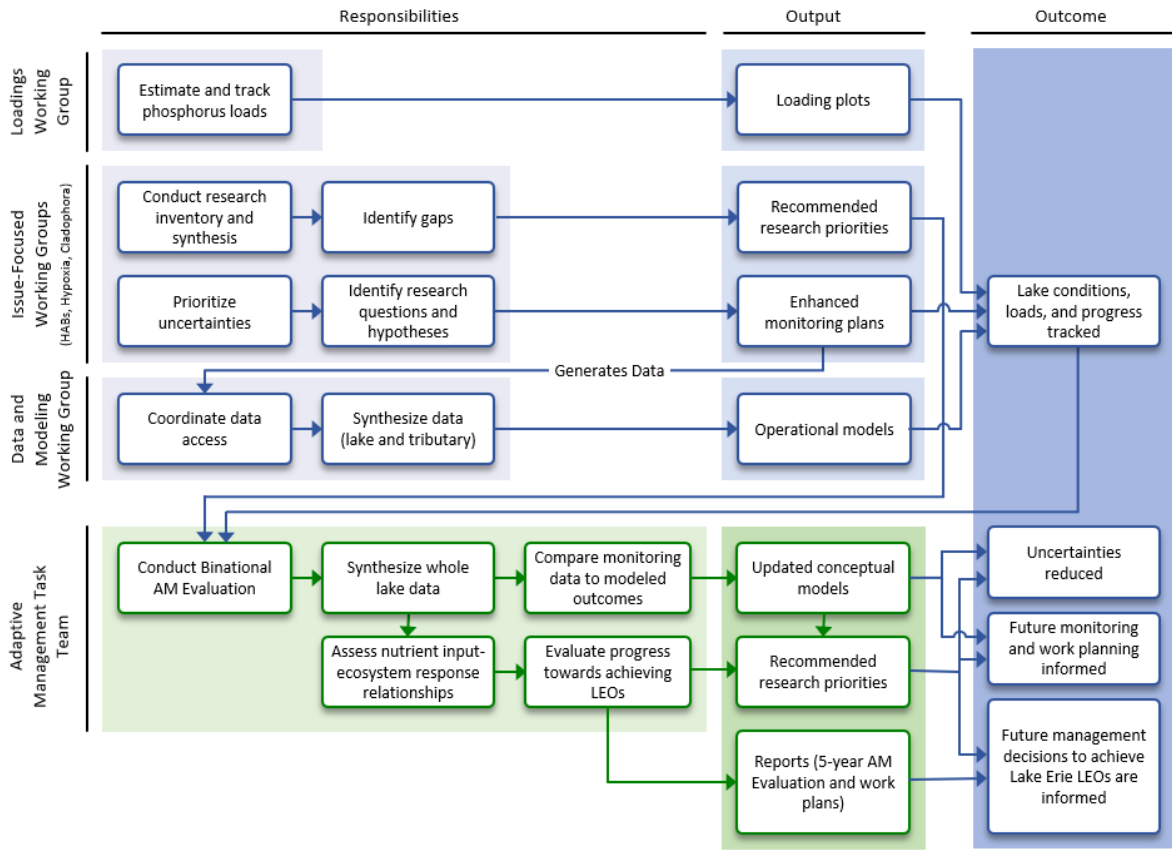 Responsibilities
Output
Outcome
Loadings
Working
Group
Estimate and track
phosphorus loads
Loading plots
Issue-Focused
Working Groups
(HABs, Hypoxia, Cladophora)
Conduct research
inventory and
synthesis
Identify gaps
Recommended
research priorities
Prioritize
uncertainties
Identify research
questions and
hypotheses
Enhanced
monitoring plans
Lake conditions,
loads, and progress
tracked
Generates Data
Data and
Modeling
Working Group
Coordinate data
access
Synthesize data
(lake and tributary)
Operational models
Adaptive
Management Task
Team
Conduct Binational
AM Evaluation
Synthesize whole
lake data
Compare monitoring
data to modeled
outcomes
Updated conceptual
models
Uncertainties
reduced
Assess nutrient input-
ecosystem response
relationships
Evaluate progress
towards achieving
LEOs
Recommended
research priorities
Future monitoring
and work planning
informed
Reports (5-year AM
Evaluation and work
plans)
Future management
decisions to achieve
Lake Erie LEOs are
informed